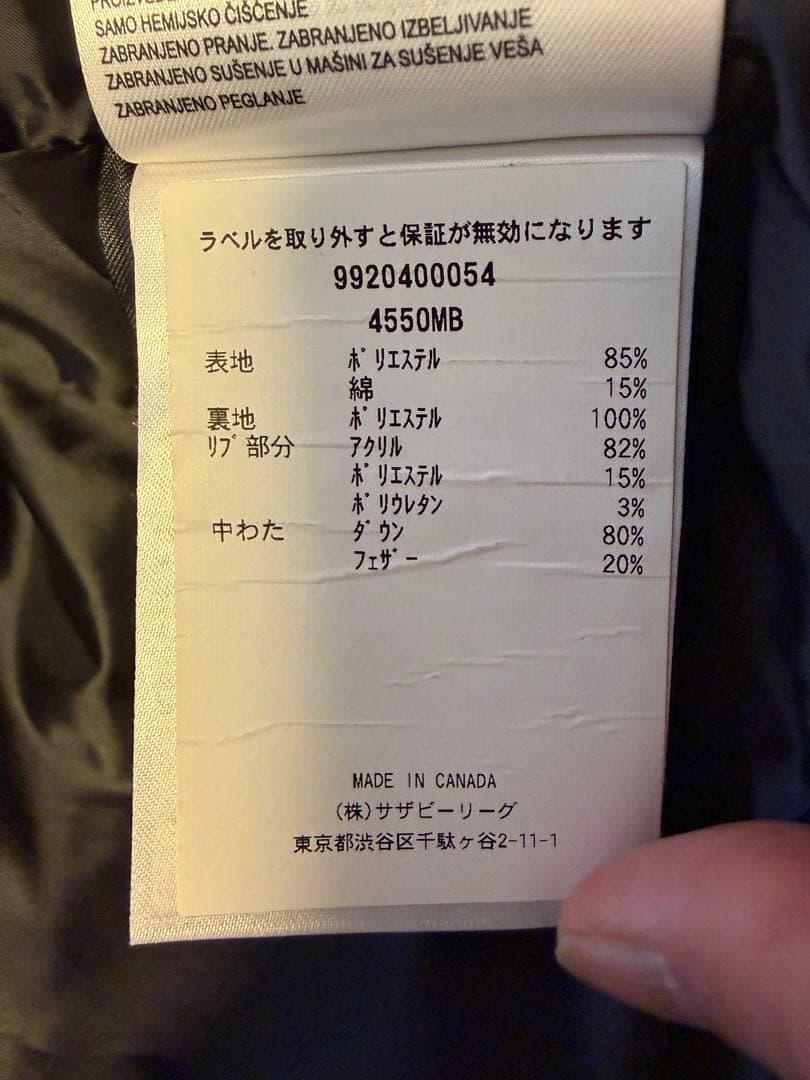 SAMO HEMIJSKO ČIŠĆENJE
ZABRANJENO PRANJE. ZABRANJENO IZBELJIVANJE
ZABRANJENO SUŠENJE U MAŠINI ZA SUŠENJE VEŠA
ZABRANJENO PEGLANJE
ラベルを取り外すと保証が無効になります
9920400054
4550MB
表地 ﾎﾟﾘｴｽﾃﾙ 85%
綿 15%
裏地 ﾎﾟﾘｴｽﾃﾙ 100%
ﾘﾌﾞ部分 ｱｸﾘﾙ 82%
ﾎﾟﾘｴｽﾃﾙ 15%
ﾎﾟﾘｳﾚﾀﾝ 3%
中わた ﾀﾞｳﾝ 80%
ﾌｪｻﾞｰ 20%
MADE IN CANADA
(株)サザビーリーグ
東京都渋谷区千駄ヶ谷2-11-1